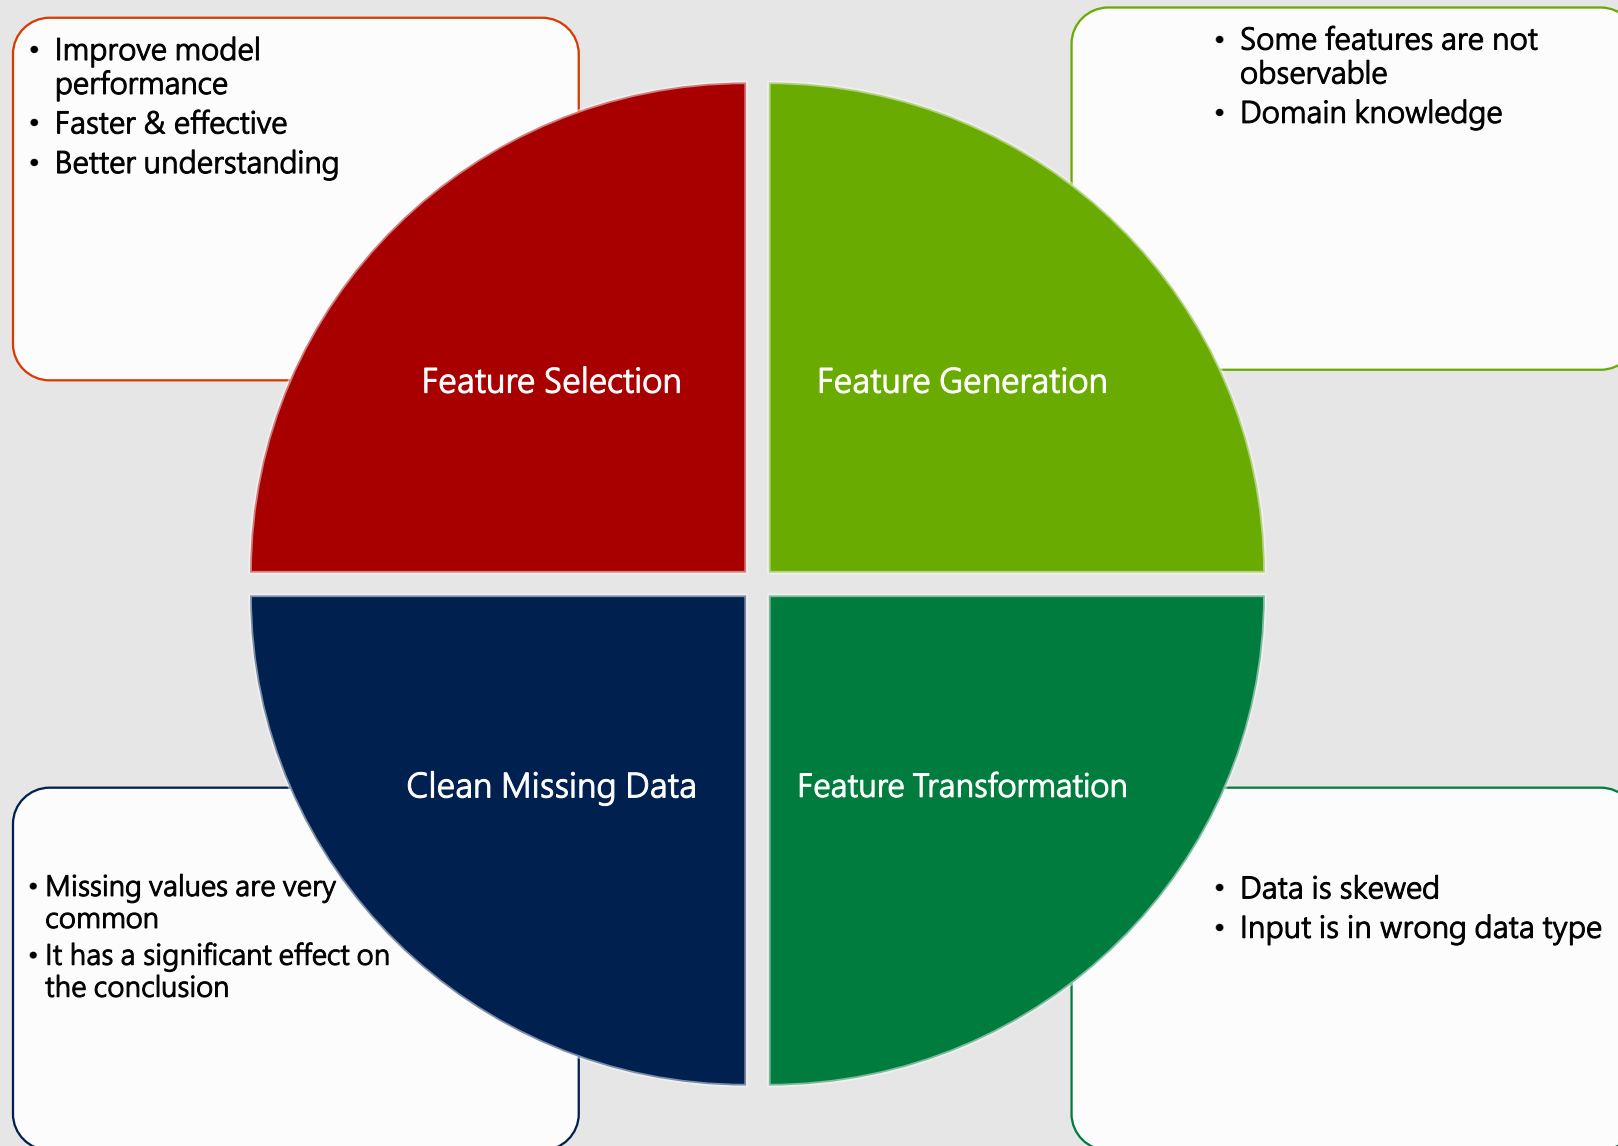 • Improve model
performance
• Faster & effective
• Better understanding
• Some features are not
observable
• Domain knowledge
Feature Selection
Feature Generation
Clean Missing Data
Feature Transformation
• Missing values are very
common
• It has a significant effect on
the conclusion
• Data is skewed
• Input is in wrong data type